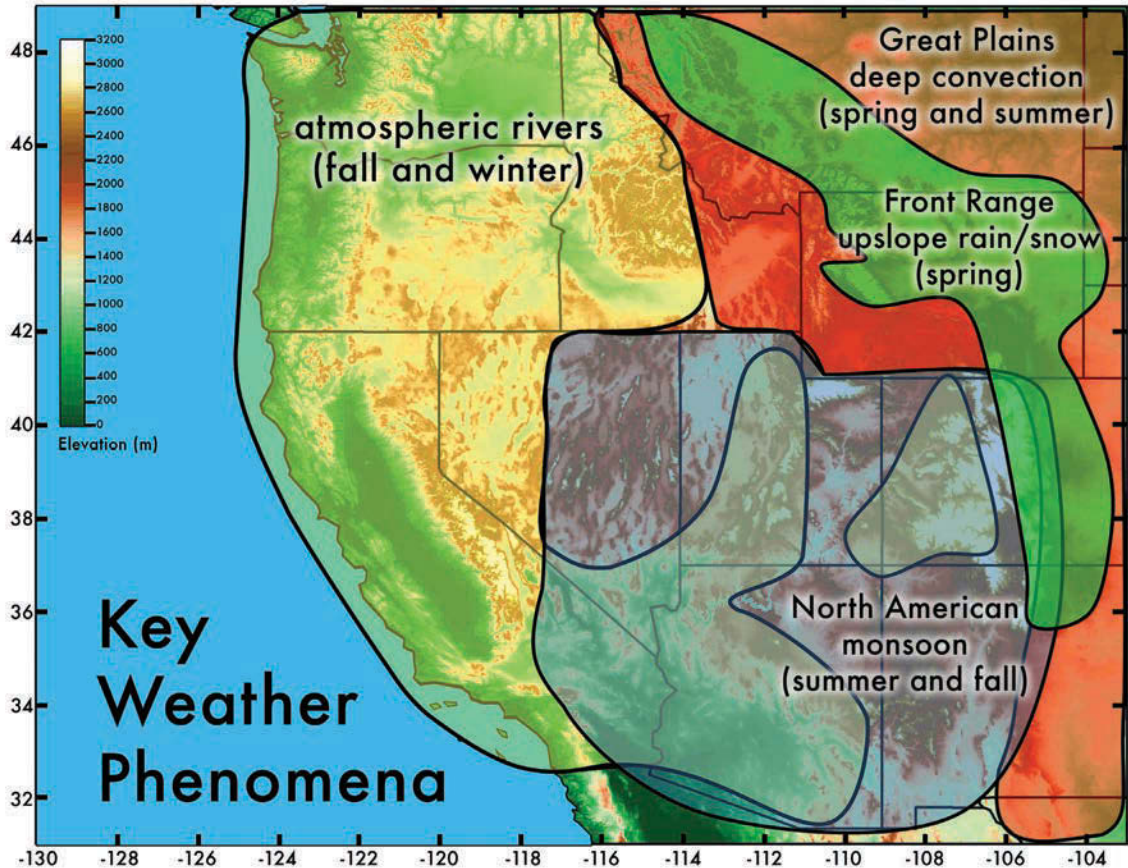 48
46
44
42
40
38
36
34
32
3200
3000
2800
2600
2400
2200
2000
1800
1600
1400
1200
1000
800
600
400
200
0
Elevation (m)
atmospheric rivers
(fall and winter)
Great Plains
deep convection
(spring and summer)
Front Range
upslope rain/snow
(spring)
North American
monsoon
(summer and fall)
Key
Weather
Phenomena
-130 -128 -126 -124 -122 -120 -118 -116 -114 -112 -110 -108 -106 -104